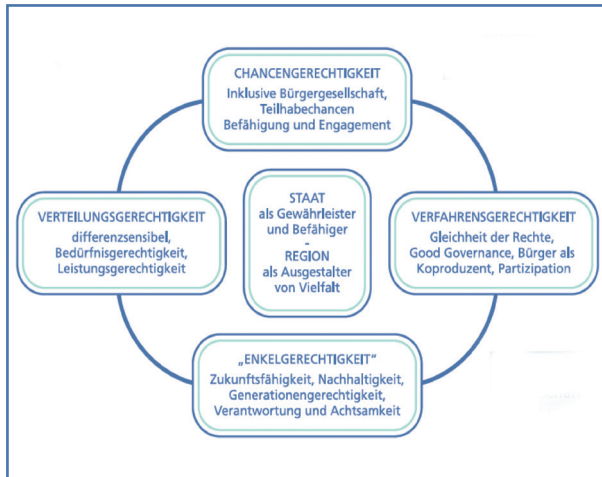 CHANCENGERECHTIGKEIT
Inklusive Bürgergesellschaft,
Teilhabechancen
Befähigung und Engagement
VERTEILUNGSGERECHTIGKEIT
differenzsensibel,
Bedürfnisgerechtigkeit,
Leistungsgerechtigkeit
STAAT
als Gewährleister
und Befähiger
-
REGION
als Ausgestalter
von Vielfalt
VERFAHRENSGERECHTIGKEIT
Gleichheit der Rechte,
Good Governance, Bürger als
Koproduzent, Partizipation
„ENKELGERECHTIGKEIT"
Zukunftsfähigkeit, Nachhaltigkeit,
Generationengerechtigkeit,
Verantwortung und Achtsamkeit